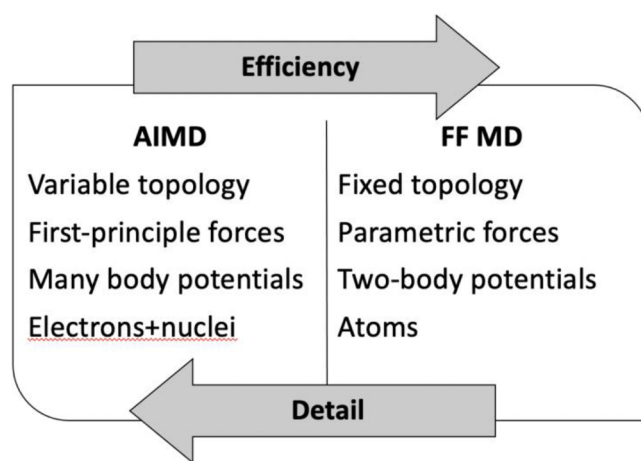 Efficiency
AIMD
Variable topology
First-principle forces
Many body potentials
Electrons+nuclei
FF MD
Fixed topology
Parametric forces
Two-body potentials
Atoms
Detail